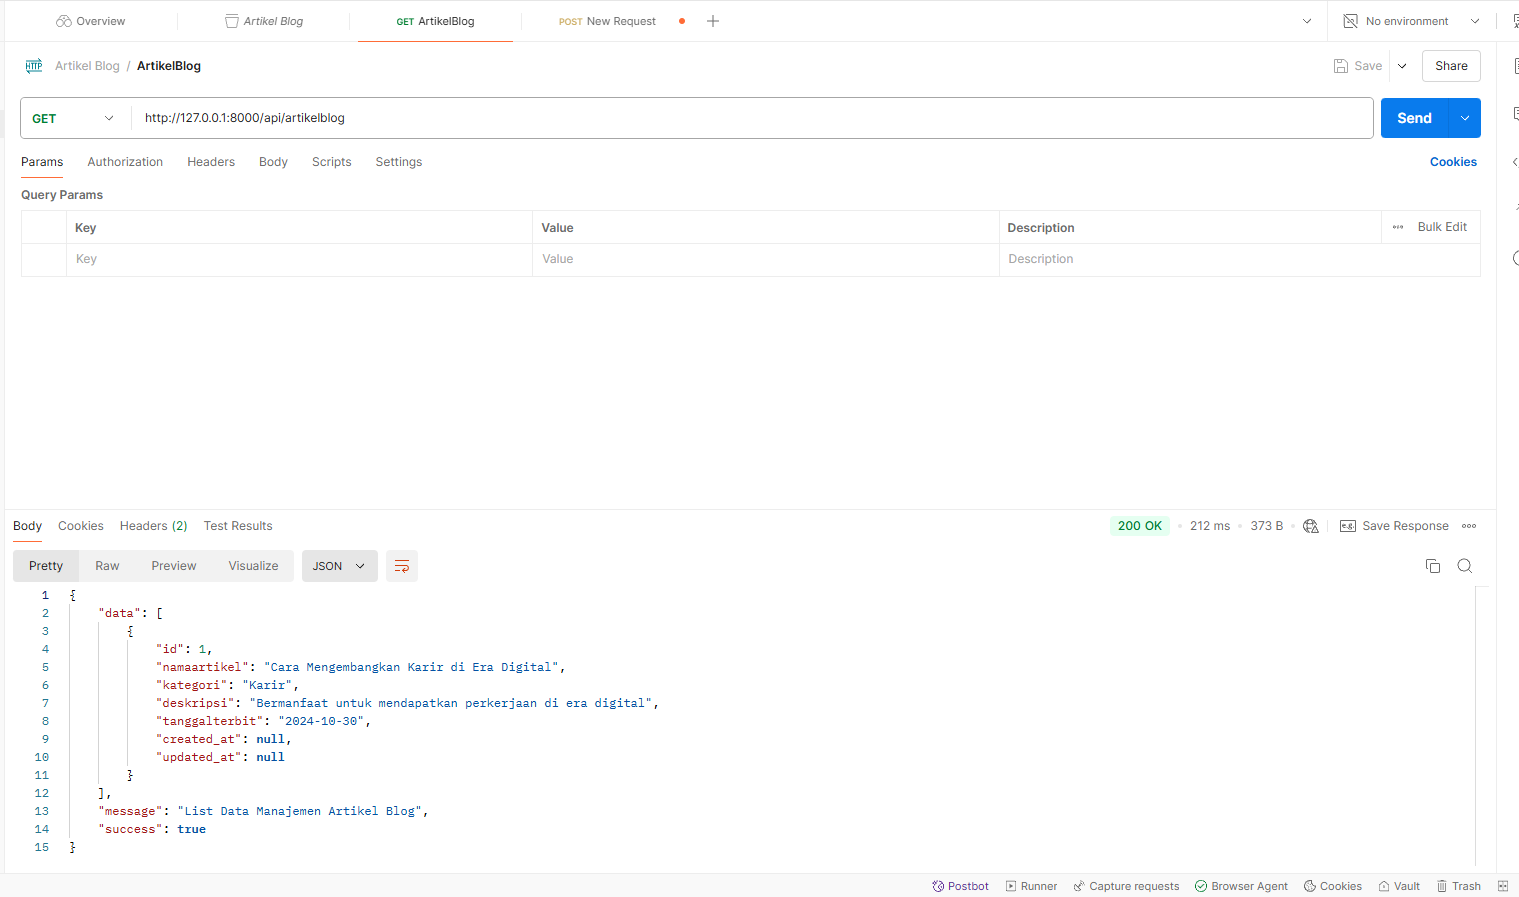 Overview
Artikel Blog
GET ArtikelBlog
POST New Request
No environment
HTTP Artikel Blog / ArtikelBlog
Save
Share
GET
http://127.0.0.1:8000/api/artikelblog
Send
Params Authorization Headers Body Scripts Settings
Cookies
Query Params
Key Value Description Bulk Edit
Key Value Description
Body Cookies Headers (2) Test Results
200 OK 212 ms 373 B
e.g. Save Response
Pretty Raw Preview Visualize JSON
1 {
2 "data": [
3 {
4 "id": 1,
5 "namaartikel": "Cara Mengembangkan Karir di Era Digital",
6 "kategori": "Karir",
7 "deskripsi": "Bermanfaat untuk mendapatkan perkerjaan di era digital",
8 "tanggalterbit": "2024-10-30",
9 "created_at": null,
10 "updated_at": null
11 }
12 ],
13 "message": "List Data Manajemen Artikel Blog",
14 "success": true
15 }
Postbot Runner Capture requests Browser Agent Cookies Vault Trash